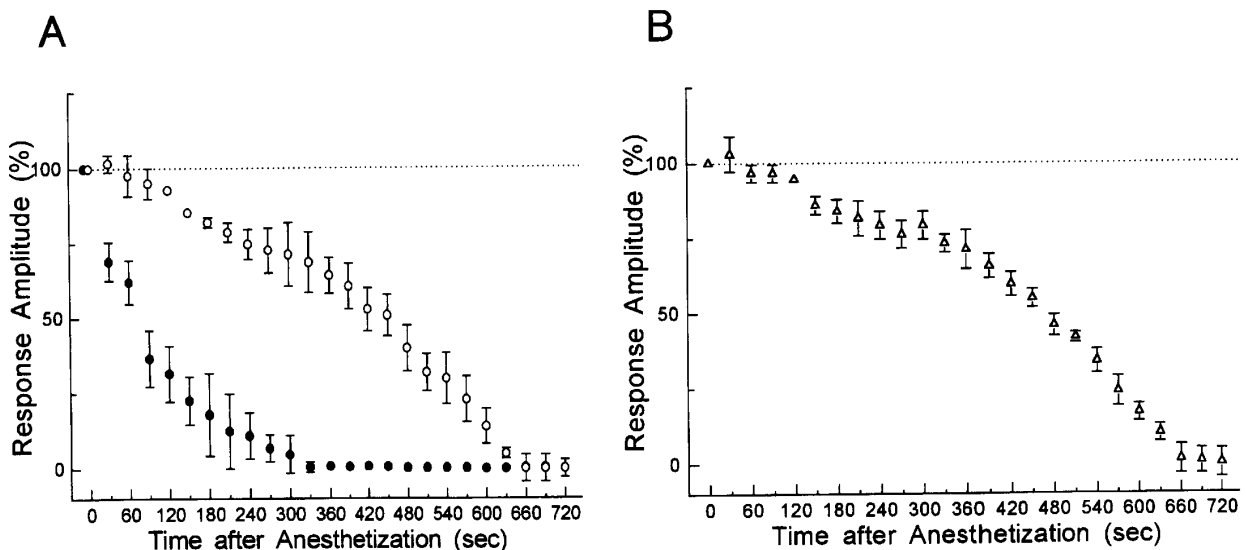 A
Response Amplitude (%)
100
50
0
0 60 120 180 240 300 360 420 480 540 600 660 720
Time after Anesthetization (sec)
B
Response Amplitude (%)
100
50
0
0 60 120 180 240 300 360 420 480 540 600 660 720
Time after Anesthetization (sec)